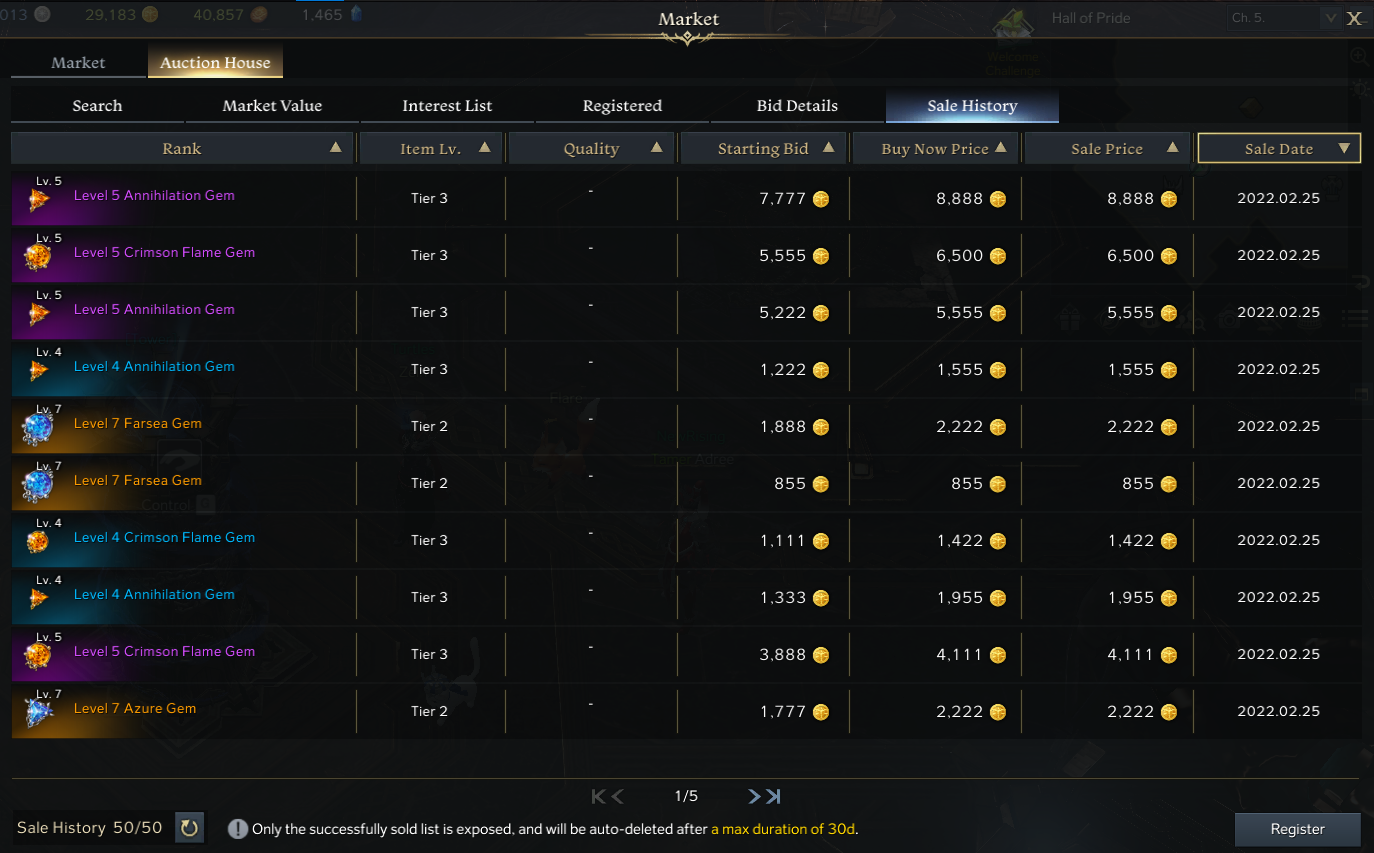 013 29,183 40,857 1,465
Market
Hall of Pride
Ch. 5.
X
Welcome Challenge
Market Auction House
Search Market Value Interest List Registered Bid Details Sale History
Rank Item Lv. Quality Starting Bid Buy Now Price Sale Price Sale Date
Lv. 5 Level 5 Annihilation Gem Tier 3 - 7,777 8,888 8,888 2022.02.25
Lv. 5 Level 5 Crimson Flame Gem Tier 3 - 5,555 6,500 6,500 2022.02.25
Lv. 5 Level 5 Annihilation Gem Tier 3 - 5,222 5,555 5,555 2022.02.25
Lv. 4 Level 4 Annihilation Gem Tier 3 - 1,222 1,555 1,555 2022.02.25
Lv. 7 Level 7 Farsea Gem Tier 2 - 1,888 2,222 2,222 2022.02.25
Lv. 7 Level 7 Farsea Gem Tier 2 - 855 855 855 2022.02.25
Control
Lv. 4 Level 4 Crimson Flame Gem Tier 3 - 1,111 1,422 1,422 2022.02.25
Lv. 4 Level 4 Annihilation Gem Tier 3 - 1,333 1,955 1,955 2022.02.25
Lv. 5 Level 5 Crimson Flame Gem Tier 3 - 3,888 4,111 4,111 2022.02.25
Lv. 7 Level 7 Azure Gem Tier 2 - 1,777 2,222 2,222 2022.02.25
1/5
Sale History 50/50
Only the successfully sold list is exposed, and will be auto-deleted after a max duration of 30d.
Register